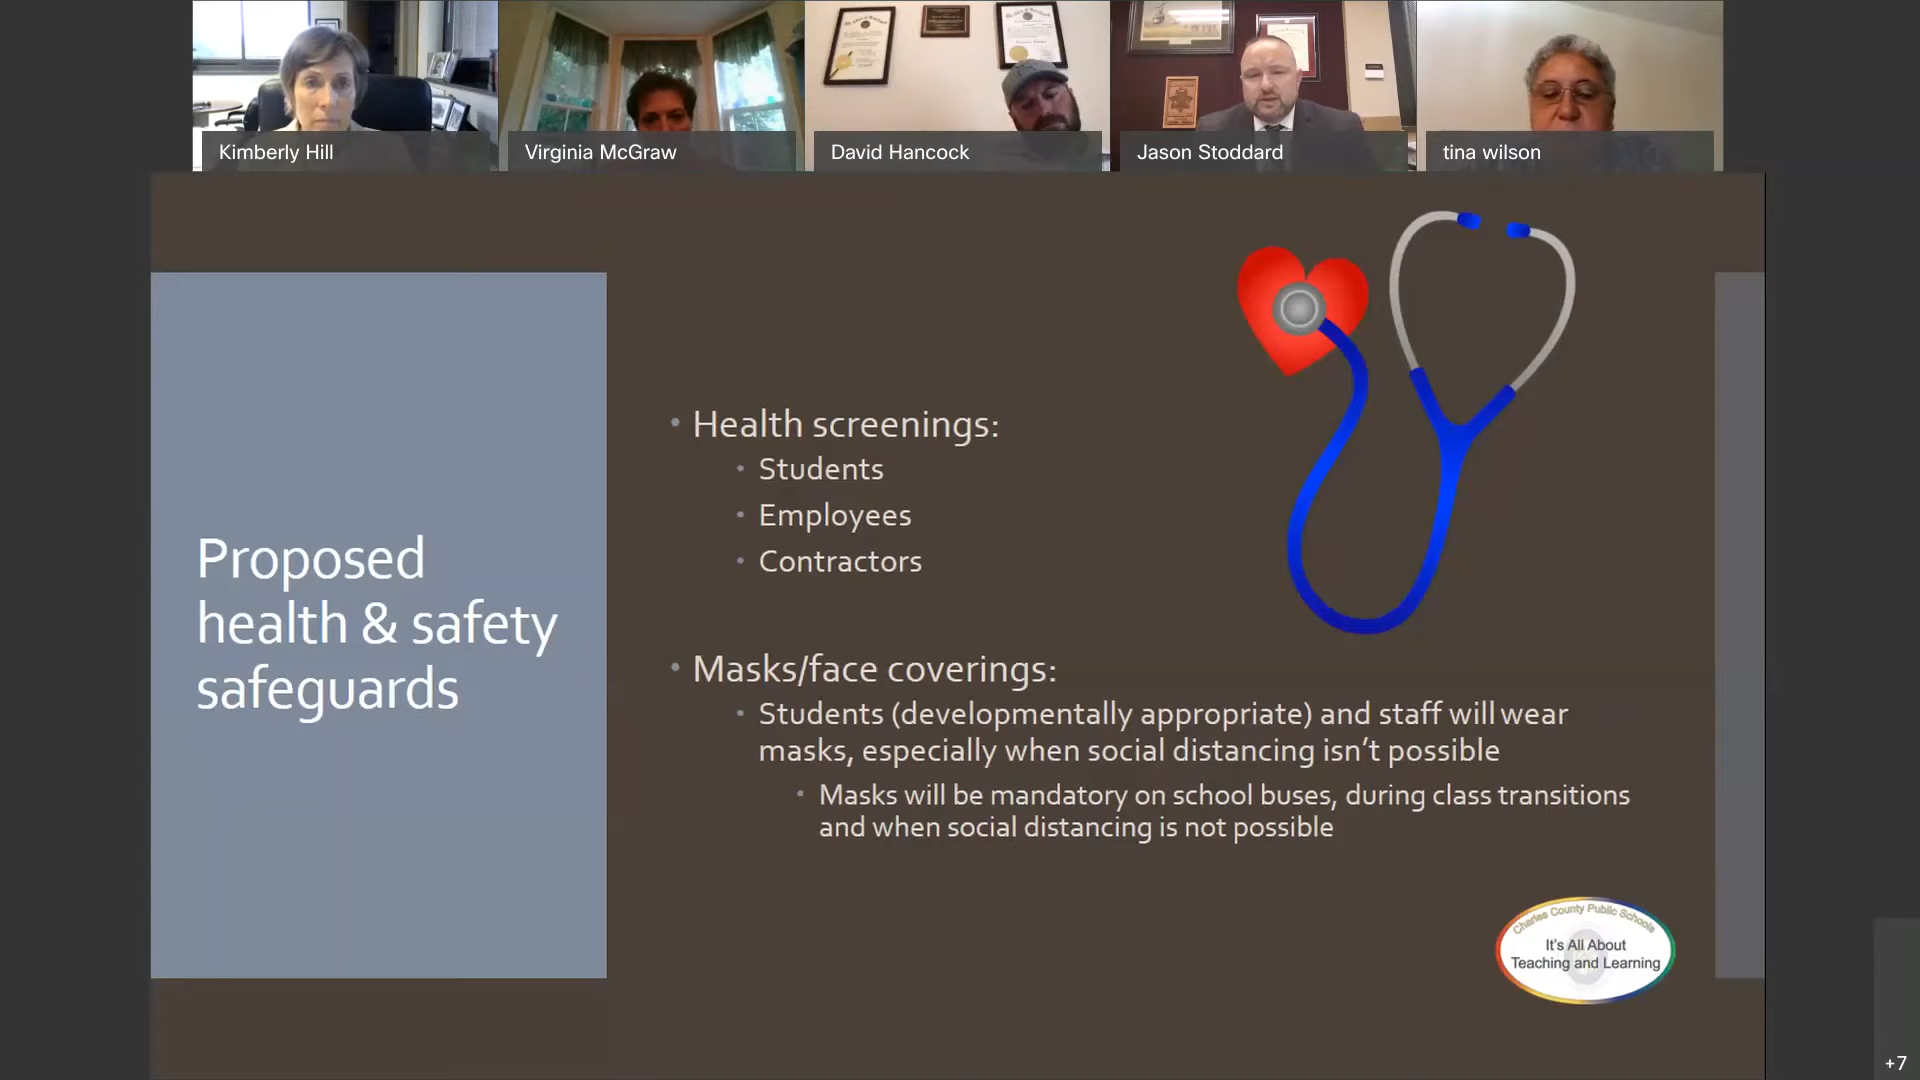 Kimberly Hill
Virginia McGraw
David Hancock
Jason Stoddard
tina wilson
Proposed
health & safety
safeguards
• Health screenings:
• Students
• Employees
• Contractors
• Masks/face coverings:
• Students (developmentally appropriate) and staff will wear
masks, especially when social distancing isn't possible
• Masks will be mandatory on school buses, during class transitions
and when social distancing is not possible
Charles County Public Schools
It's All About
Teaching and Learning
+7